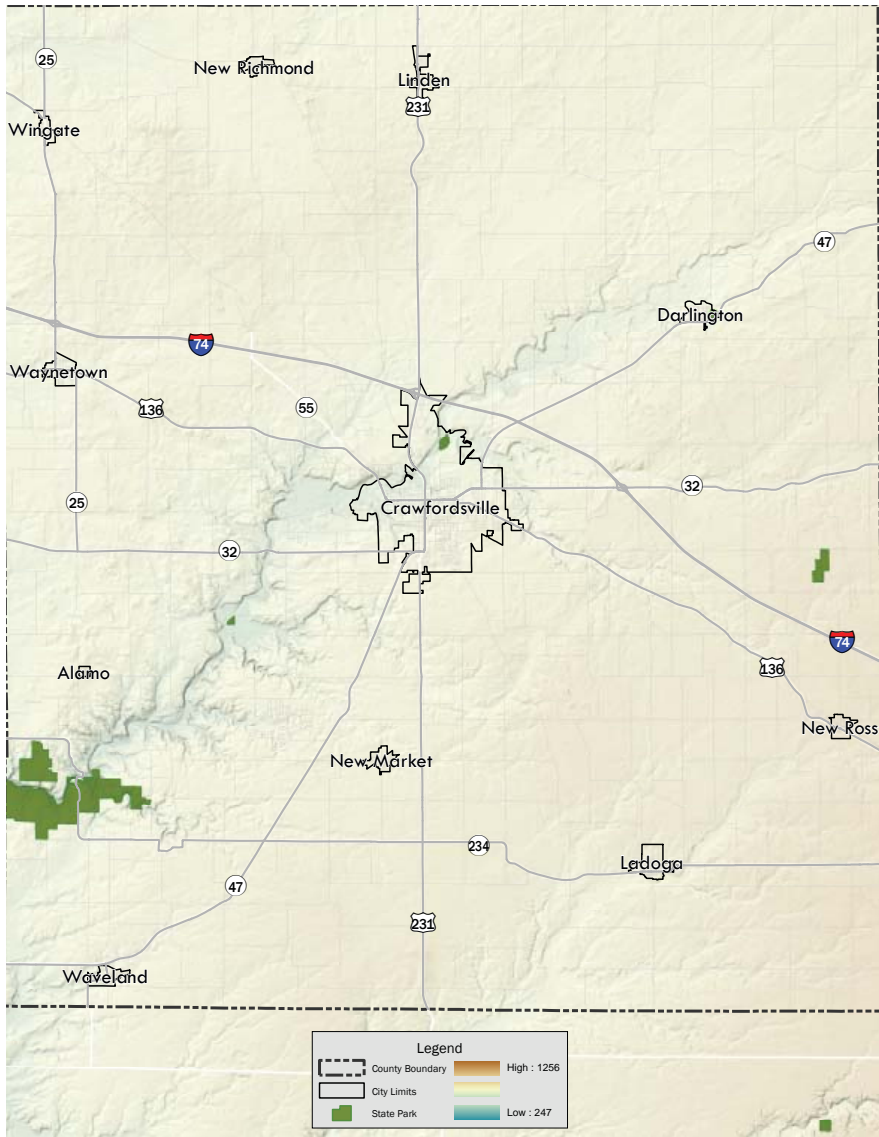 25
New Richmond
Linden
231
Wingate
47
Darlington
74
Waynetown
136
55
32
25
Crawfordsville
32
74
136
Alamo
New Ross
New Market
234
Ladoga
47
231
Waveland
Legend
County Boundary
High : 1256
City Limits
State Park
Low : 247